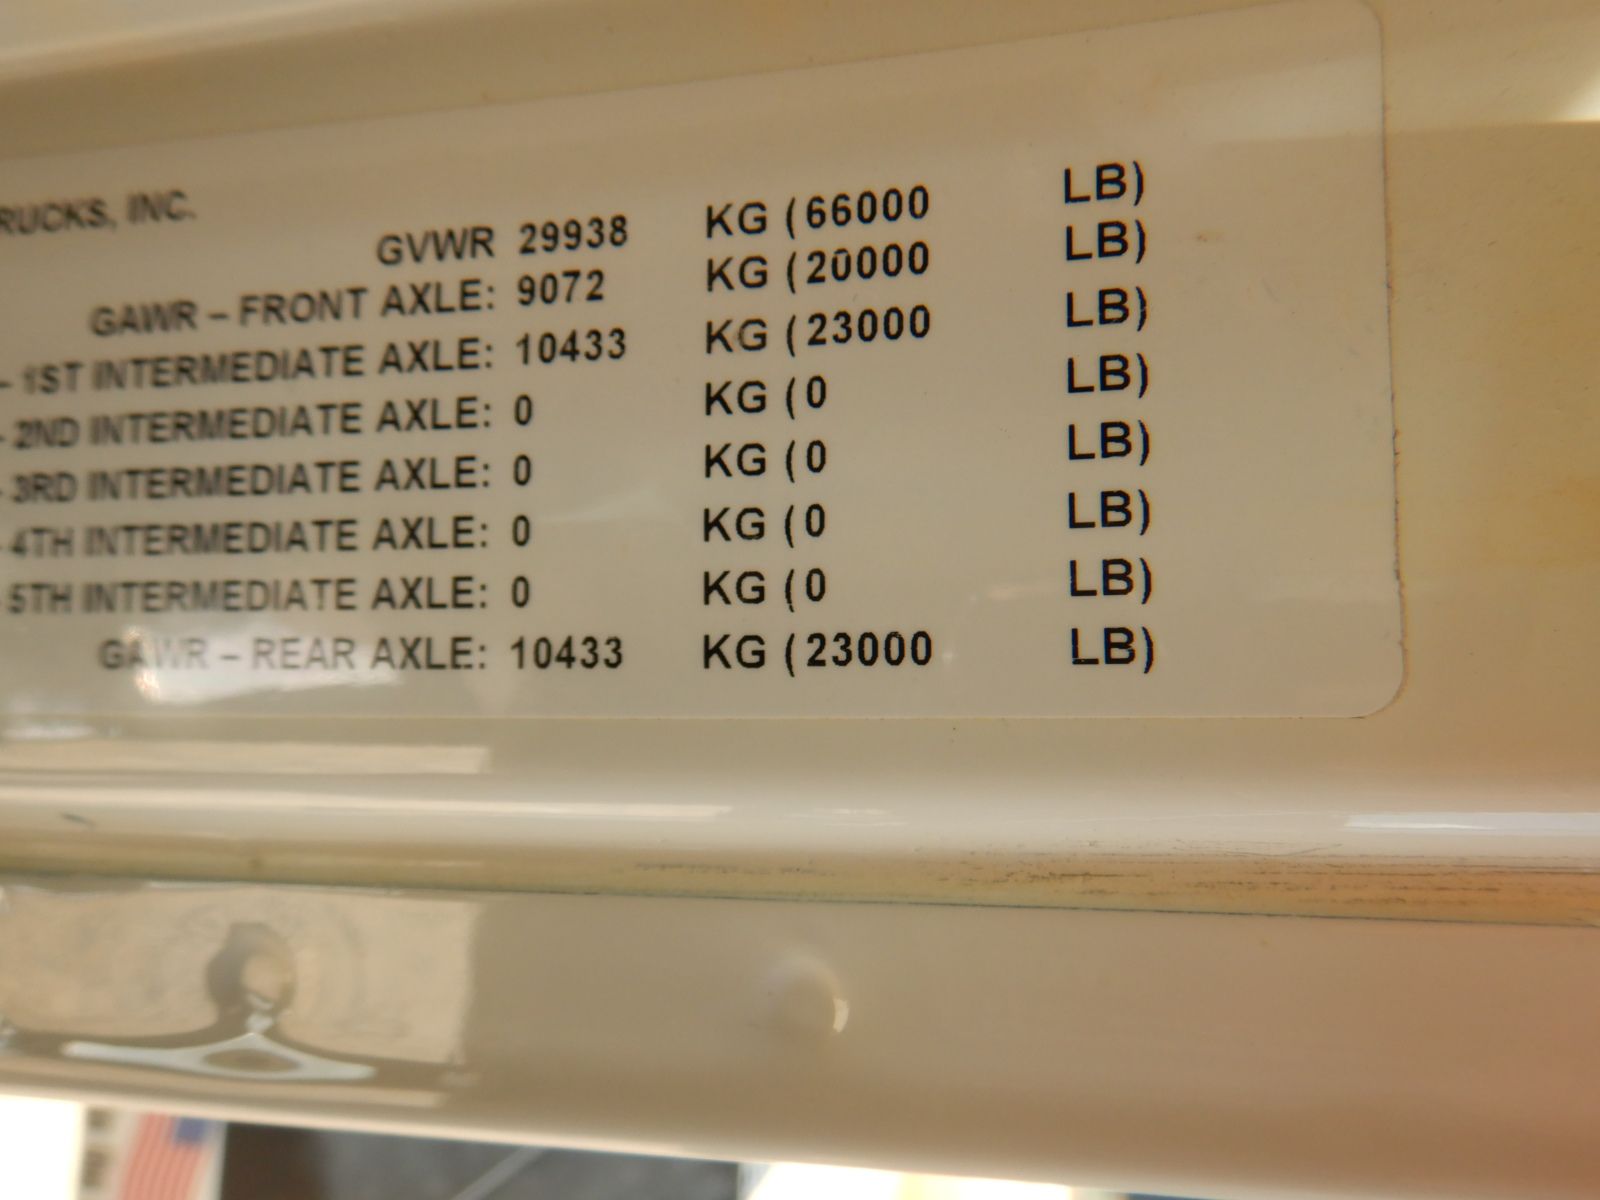 RUCKS, INC.
GVWR 29938 KG (66000 LB)
GAWR – FRONT AXLE: 9072 KG (20000 LB)
– 1ST INTERMEDIATE AXLE: 10433 KG (23000 LB)
- 2ND INTERMEDIATE AXLE: 0 KG (0 LB)
- 3RD INTERMEDIATE AXLE: 0 KG (0 LB)
- 4TH INTERMEDIATE AXLE: 0 KG (0 LB)
- 5TH INTERMEDIATE AXLE: 0 KG (0 LB)
GAWR – REAR AXLE: 10433 KG (23000 LB)